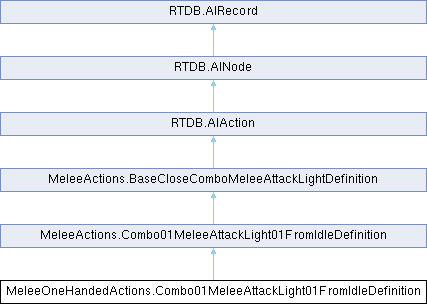 RTDB.AIRecord
RTDB.AINode
RTDB.AIAction
MeleeActions.BaseCloseComboMeleeAttackLightDefinition
MeleeActions.Combo01MeleeAttackLight01FromIdleDefinition
MeleeOneHandedActions.Combo01MeleeAttackLight01FromIdleDefinition